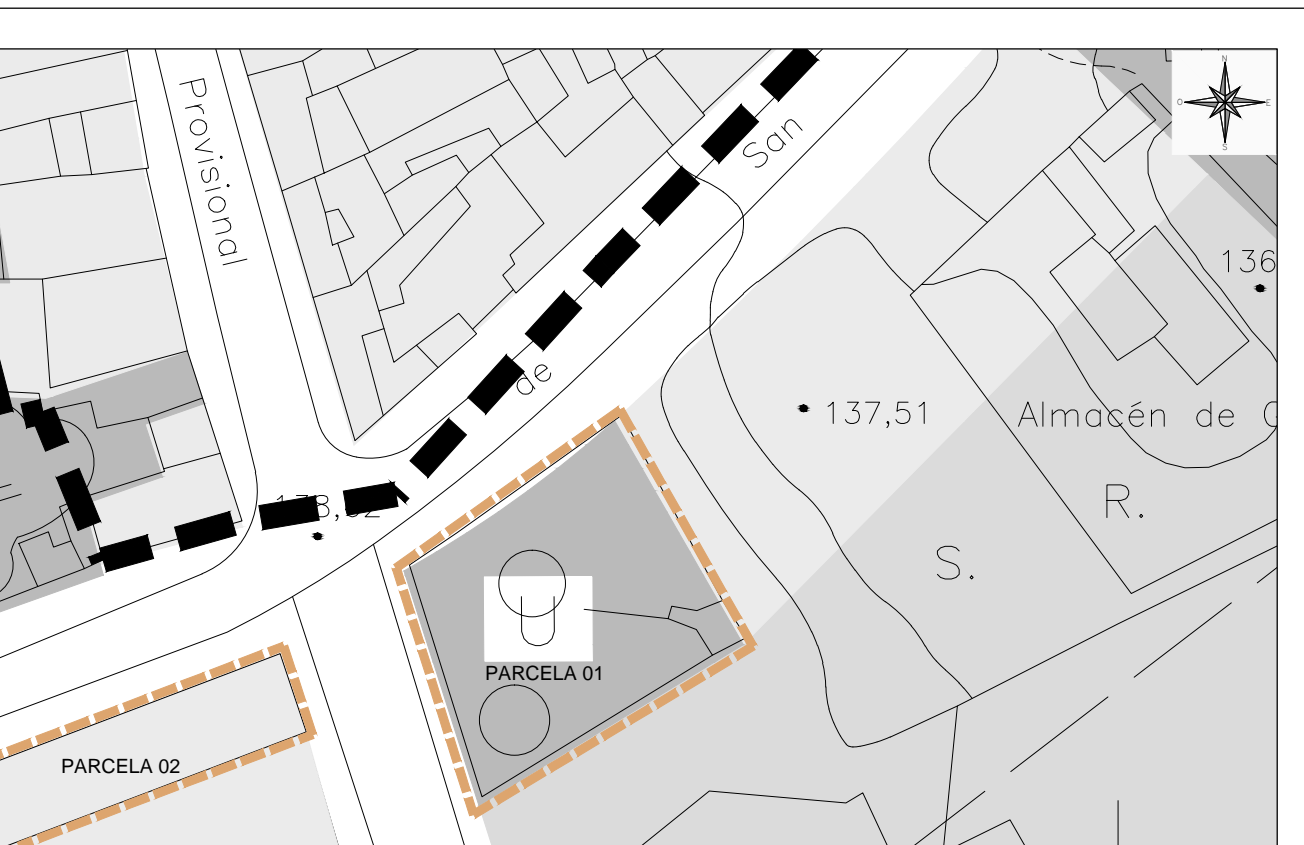 N
O E
S
Provisional
San
136
de
137,51
Almacén de
R.
S.
PARCELA 01
PARCELA 02